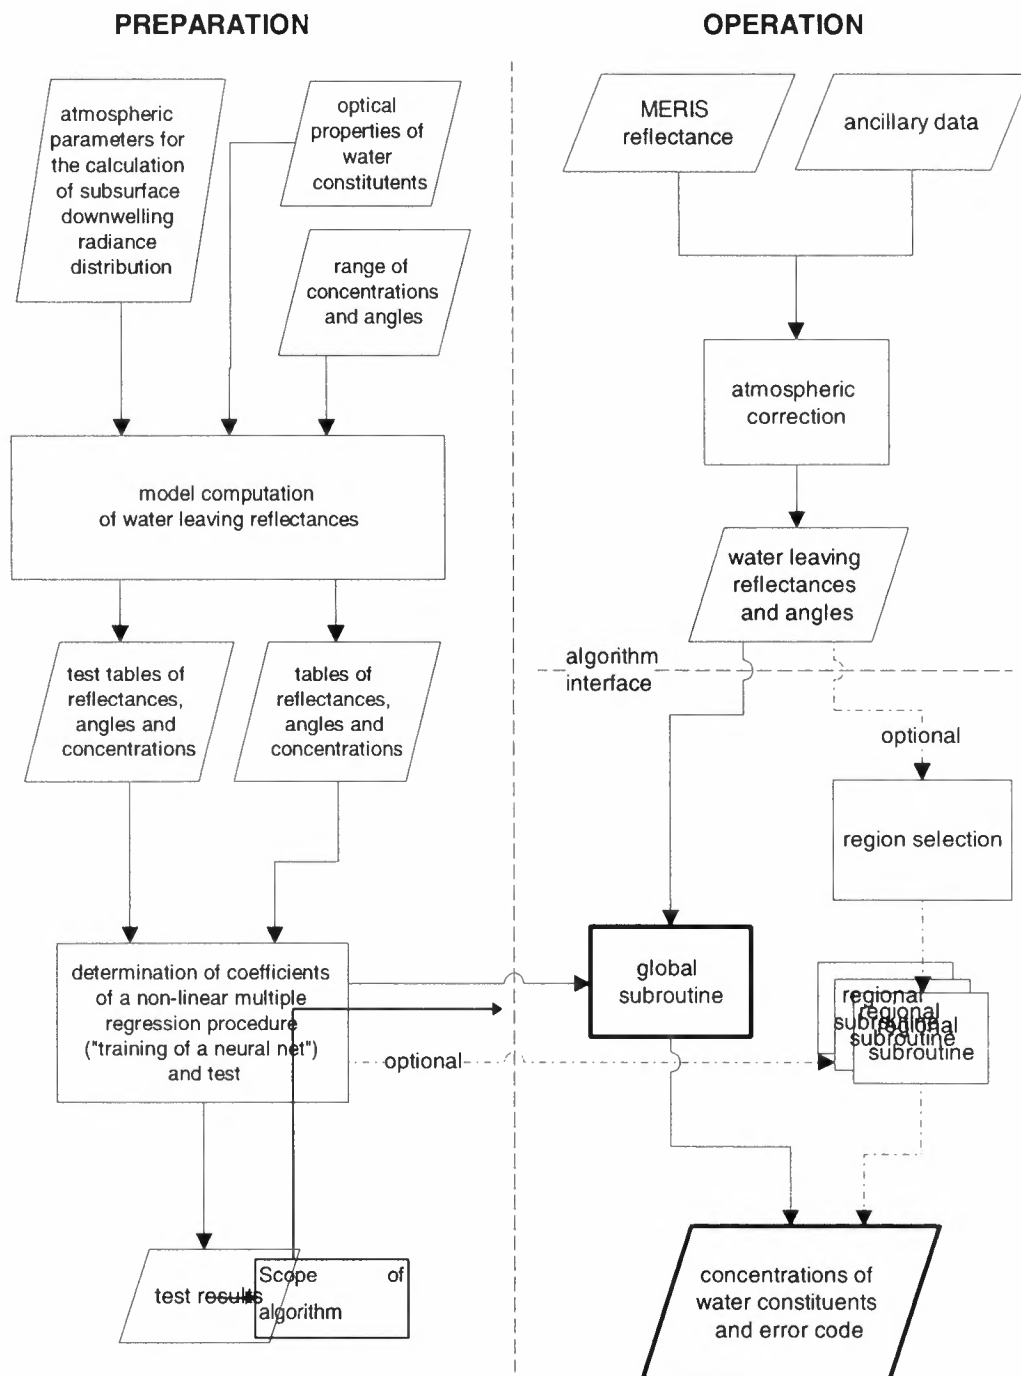 PREPARATION
atmospheric
parameters for
the calculation
of subsurface
downwelling
radiance
distribution
optical
properties of
water
constitutents
range of
concentrations
and angles
model computation
of water leaving reflectances
test tables of
reflectances,
angles and
concentrations
tables of
reflectances,
angles and
concentrations
determination of coefficients
of a non-linear multiple
regression procedure
("training of a neural net")
and test
optional
test results
Scope of
algorithm
OPERATION
MERIS
reflectance
ancillary data
atmospheric
correction
water leaving
reflectances
and angles
algorithm
interface
optional
region selection
global
subroutine
regional
subroutine
regional
subroutine
regional
subroutine
concentrations of
water constituents
and error code